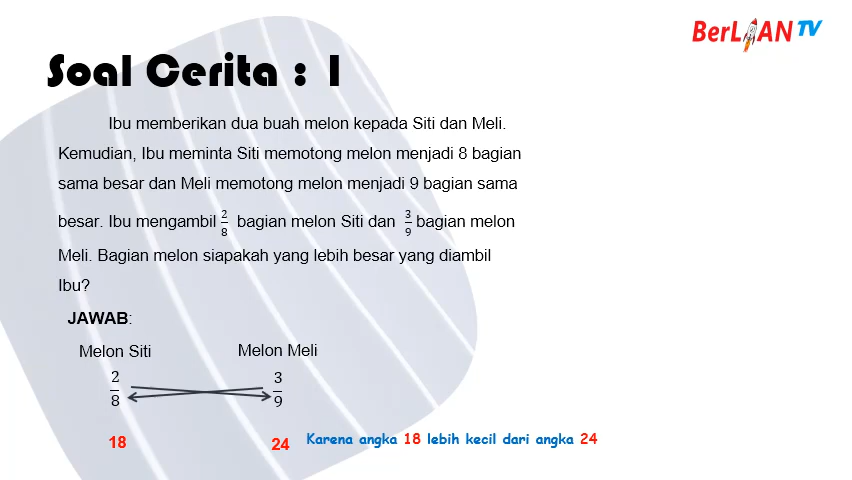 BerLIAN TV
Soal Cerita : 1
Ibu memberikan dua buah melon kepada Siti dan Meli.
Kemudian, Ibu meminta Siti memotong melon menjadi 8 bagian
sama besar dan Meli memotong melon menjadi 9 bagian sama
besar. Ibu mengambil 2/8 bagian melon Siti dan 3/9 bagian melon
Meli. Bagian melon siapakah yang lebih besar yang diambil
Ibu?
JAWAB:
Melon Siti Melon Meli
2/8 3/9
18 24 Karena angka 18 lebih kecil dari angka 24